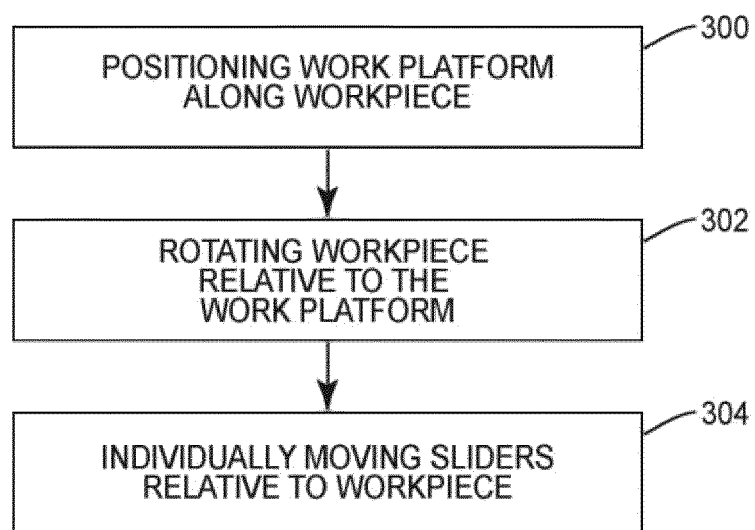 300
POSITIONING WORK PLATFORM
ALONG WORKPIECE
302
ROTATING WORKPIECE
RELATIVE TO THE
WORK PLATFORM
304
INDIVIDUALLY MOVING SLIDERS
RELATIVE TO WORKPIECE